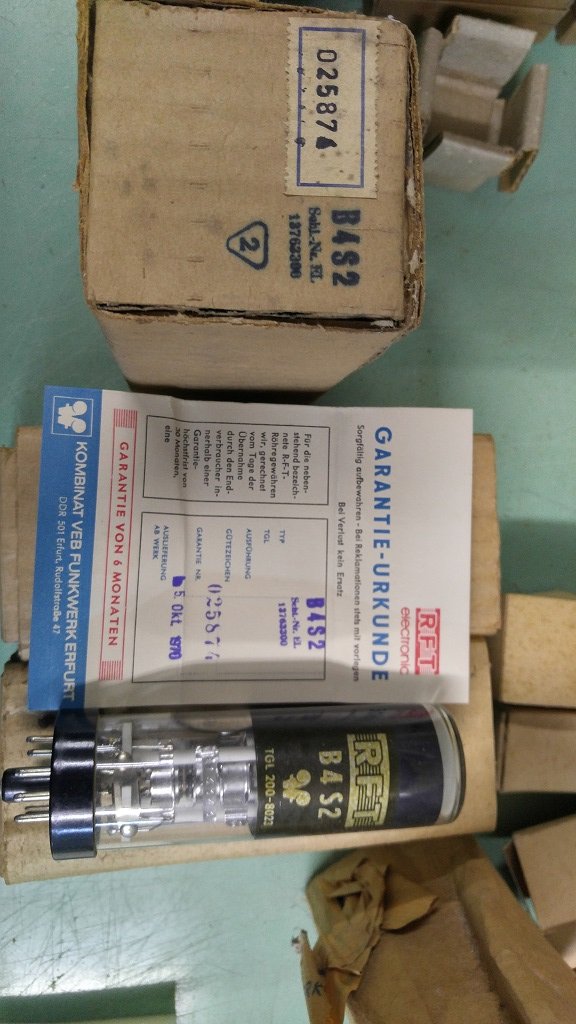 025874
B4S2
Schl.-Nr. EL
13763300
2
RFT
electronic
GARANTIE-URKUNDE
Sorgfältig aufbewahren - Bei Reklamationen stets mit vorlegen
Bei Verlust kein Ersatz
Für die neben-
stehend bezeich-
nete R-F-T-
Röhre gewähren
wir, gerechnet
vom Tage der
Übernahme
durch den End-
verbraucher in-
nerhalb einer
Garantie-
höchstfrist von
30 Monaten,
eine
TYP
B4S2
TGL
Schl.-Nr. EL
13763300
AUSFÜHRUNG
GÜTEZEICHEN
GARANTIE NR.
025874
AUSLIEFERUNG
AB WERK
5. Okt. 1970
GARANTIE VON 6 MONATEN
KOMBINAT VEB FUNKWERK ERFURT
DDR 501 Erfurt, Rudolfstraße 47
RFT
B4S2
TGL 200-8023